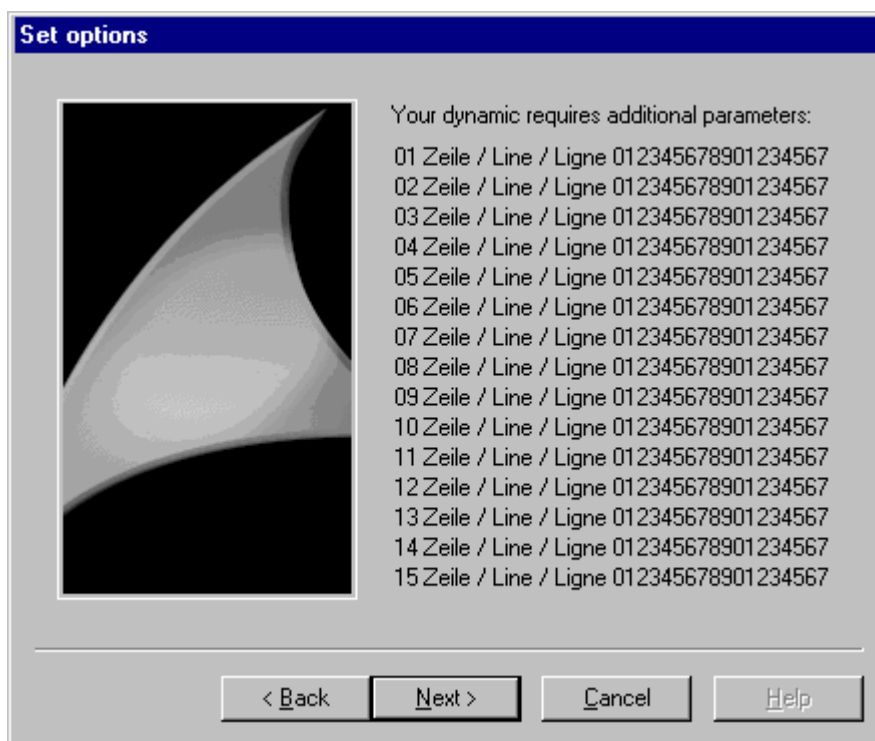 Set options
Your dynamic requires additional parameters:
01 Zeile / Line / Ligne 012345678901234567
02 Zeile / Line / Ligne 012345678901234567
03 Zeile / Line / Ligne 012345678901234567
04 Zeile / Line / Ligne 012345678901234567
05 Zeile / Line / Ligne 012345678901234567
06 Zeile / Line / Ligne 012345678901234567
07 Zeile / Line / Ligne 012345678901234567
08 Zeile / Line / Ligne 012345678901234567
09 Zeile / Line / Ligne 012345678901234567
10 Zeile / Line / Ligne 012345678901234567
11 Zeile / Line / Ligne 012345678901234567
12 Zeile / Line / Ligne 012345678901234567
13 Zeile / Line / Ligne 012345678901234567
14 Zeile / Line / Ligne 012345678901234567
15 Zeile / Line / Ligne 012345678901234567
< Back Next > Cancel Help